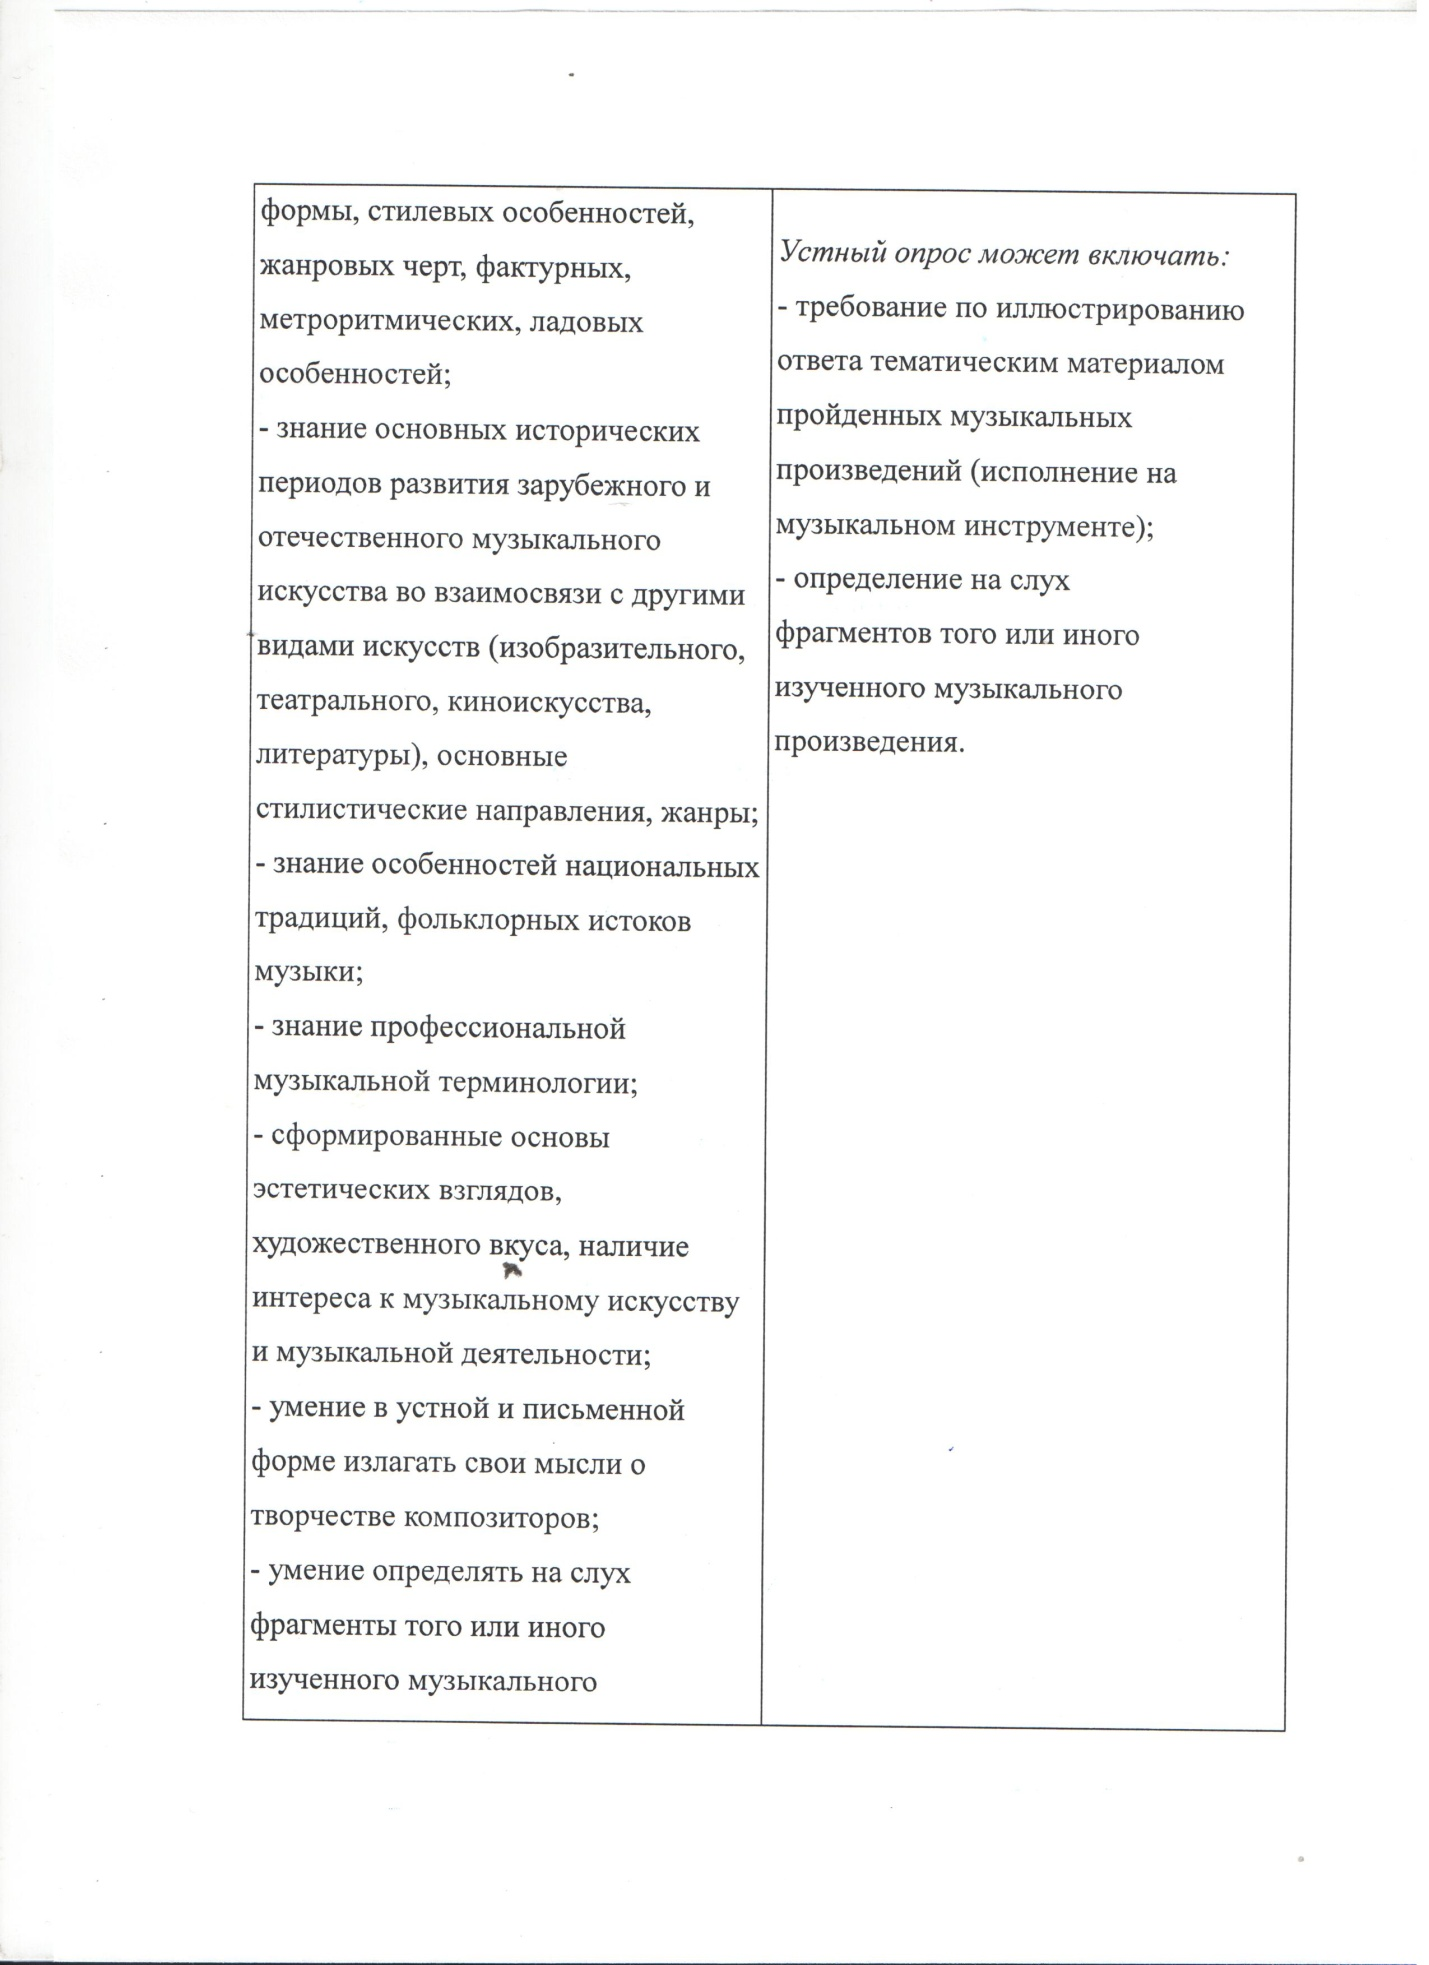 формы, стилевых особенностей,
жанровых черт, фактурных,
метроритмических, ладовых
особенностей;
- знание основных исторических
периодов развития зарубежного и
отечественного музыкального
искусства во взаимосвязи с другими
видами искусств (изобразительного,
театрального, киноискусства,
литературы), основные
стилистические направления, жанры;
- знание особенностей национальных
традиций, фольклорных истоков
музыки;
- знание профессиональной
музыкальной терминологии;
- сформированные основы
эстетических взглядов,
художественного вкуса, наличие
интереса к музыкальному искусству
и музыкальной деятельности;
- умение в устной и письменной
форме излагать свои мысли о
творчестве композиторов;
- умение определять на слух
фрагменты того или иного
изученного музыкального
Устный опрос может включать:
- требование по иллюстрированию
ответа тематическим материалом
пройденных музыкальных
произведений (исполнение на
музыкальном инструменте);
- определение на слух
фрагментов того или иного
изученного музыкального
произведения.